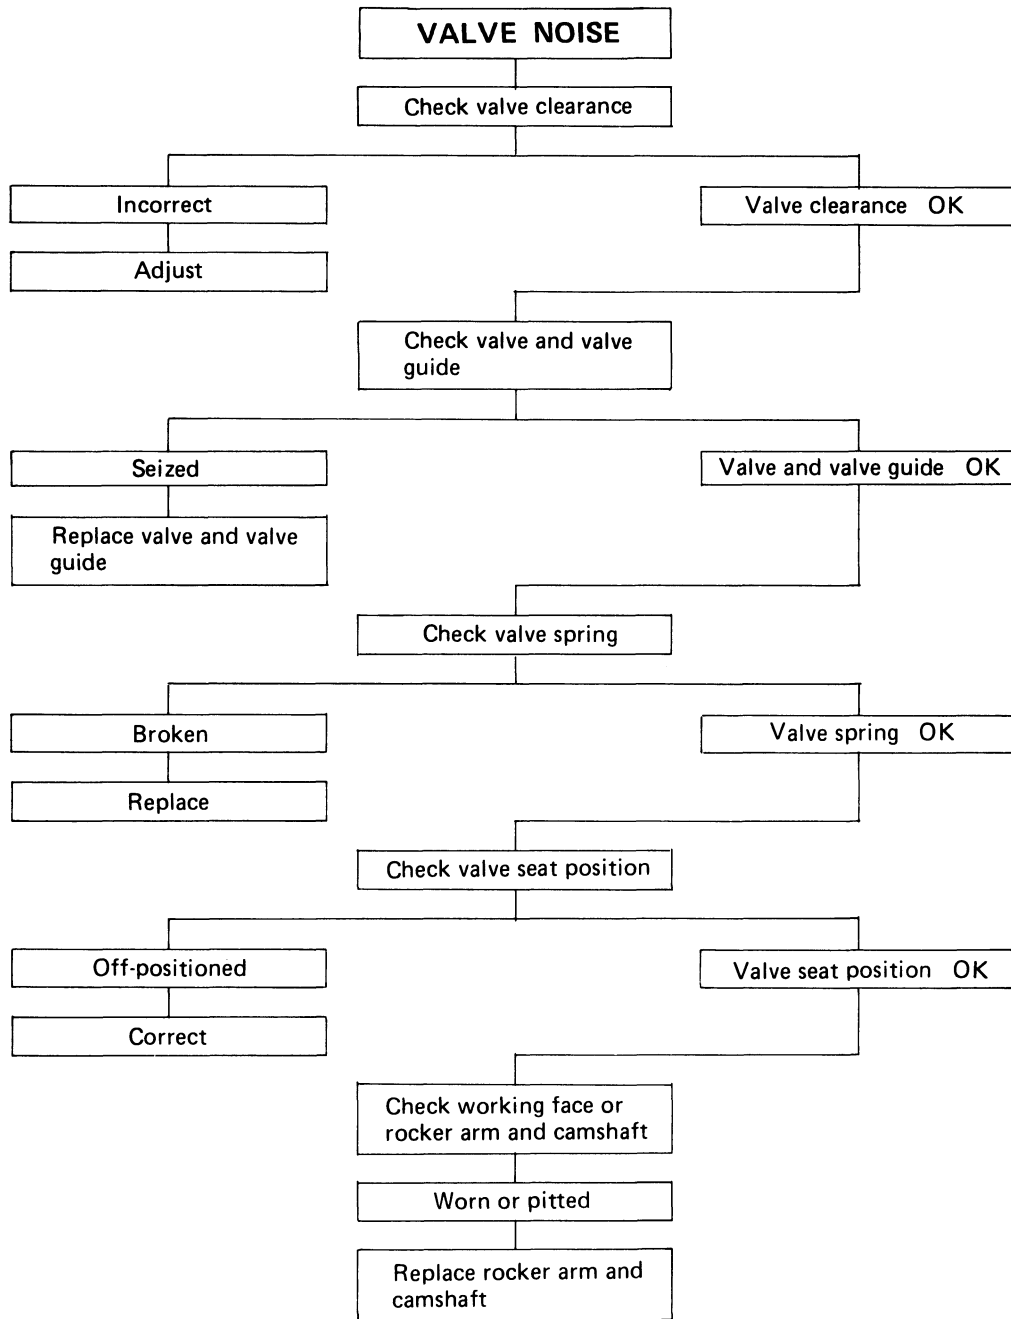 VALVE NOISE
Check valve clearance
Incorrect
Valve clearance OK
Adjust
Check valve and valve
guide
Seized
Valve and valve guide OK
Replace valve and valve
guide
Check valve spring
Broken
Valve spring OK
Replace
Check valve seat position
Off-positioned
Valve seat position OK
Correct
Check working face or
rocker arm and camshaft
Worn or pitted
Replace rocker arm and
camshaft